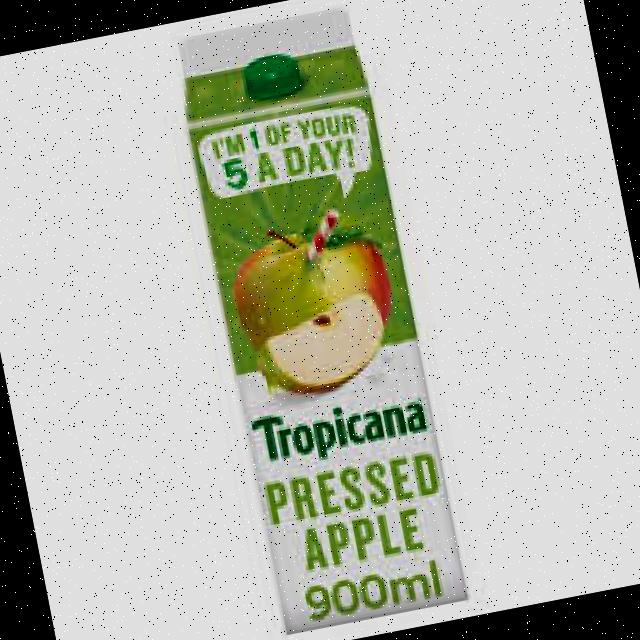 I'M 1 OF YOUR
5 A DAY!
Tropicana
PRESSED
APPLE
900ml